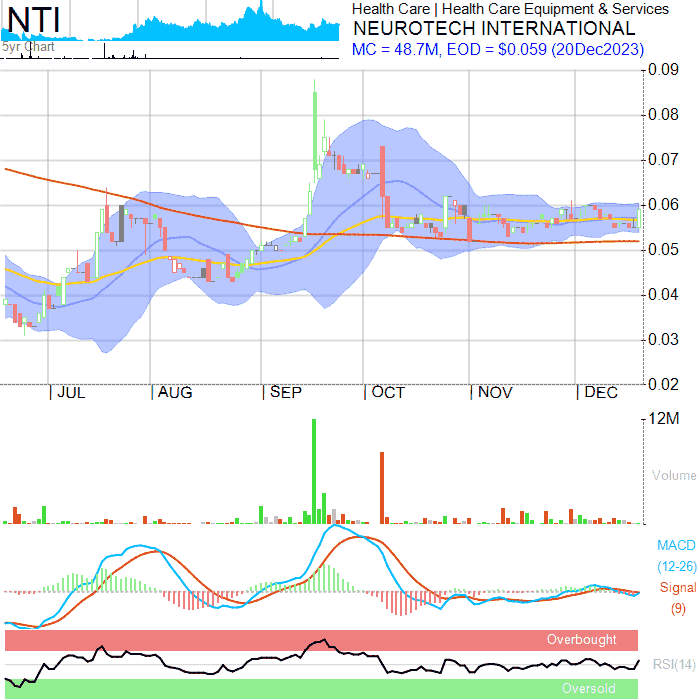 NTI
Health Care | Health Care Equipment & Services
NEUROTECH INTERNATIONAL
MC = 48.7M, EOD = $0.059 (20Dec2023)
5yr Chart
0.09
0.08
0.07
0.06
0.05
0.04
0.03
0.02
JUL AUG SEP OCT NOV DEC
12M
Volume
MACD
(12-26)
Signal
(9)
Overbought
RSI(14)
Oversold